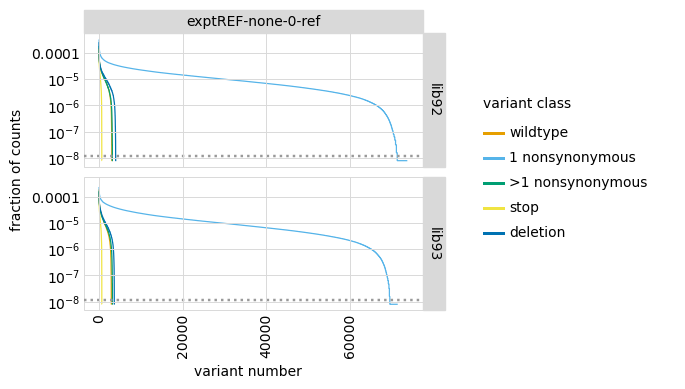 exptREF-none-0-ref
fraction of counts
0.0001
10⁻⁵
10⁻⁶
10⁻⁷
10⁻⁸
lib92
0.0001
10⁻⁵
10⁻⁶
10⁻⁷
10⁻⁸
lib93
0
20000
40000
60000
variant number
variant class
wildtype
1 nonsynonymous
>1 nonsynonymous
stop
deletion